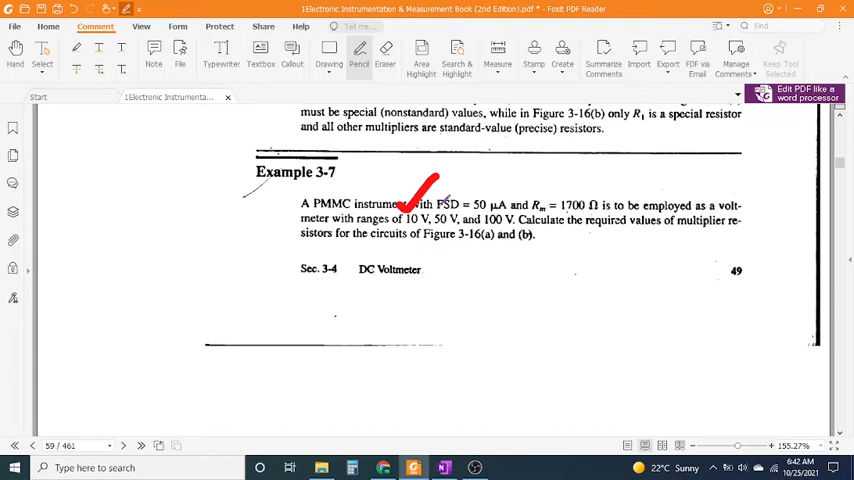 1Electronic Instrumentation & Measurement Book (2nd Edition).pdf * - Foxit PDF Reader
File Home Comment View Form Protect Share Help Tell me... Find
Hand Select Note File Typewriter Textbox Callout Drawing Pencil Eraser Area Highlight Search & Highlight Measure Stamp Create Summarize Comments Import Export FDF via Email Manage Comments Keep Tool Selected
Start 1Electronic Instrumenta... Edit PDF like a word processor
must be special (nonstandard) values, while in Figure 3-16(b) only R1 is a special resistor
and all other multipliers are standard-value (precise) resistors.
Example 3-7
A PMMC instrument with FSD = 50 μA and Rm = 1700 Ω is to be employed as a volt-
meter with ranges of 10 V, 50 V, and 100 V. Calculate the required values of multiplier re-
sistors for the circuits of Figure 3-16(a) and (b).
Sec. 3-4 DC Voltmeter 49
59 / 461 155.27%
Type here to search 22°C Sunny 6:42 AM
10/25/2021